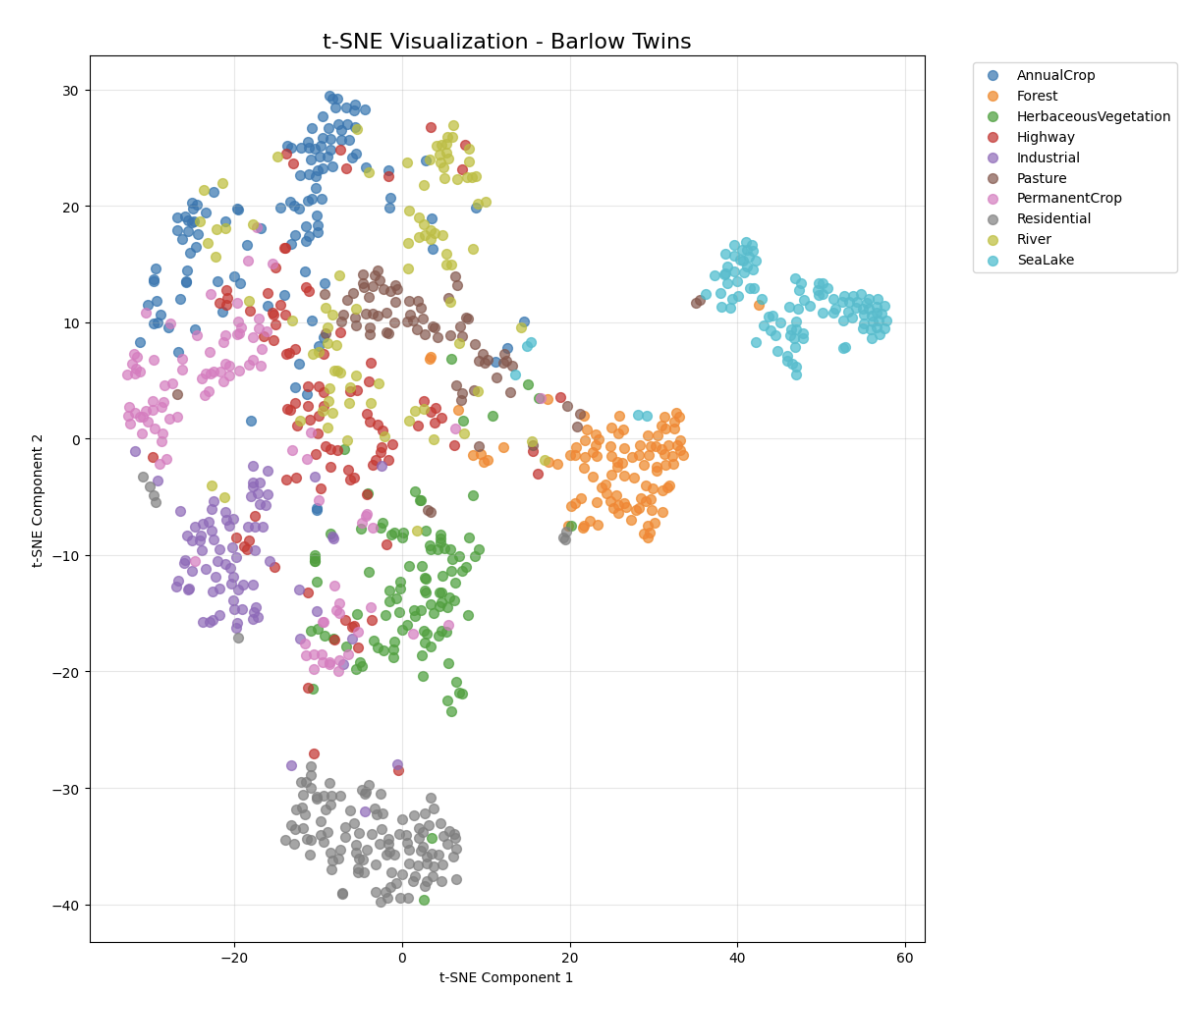 t-SNE Visualization - Barlow Twins
AnnualCrop
Forest
HerbaceousVegetation
Highway
Industrial
Pasture
PermanentCrop
Residential
River
SeaLake
t-SNE Component 2
30
20
10
0
−10
−20
−30
−40
−20
0
20
40
60
t-SNE Component 1